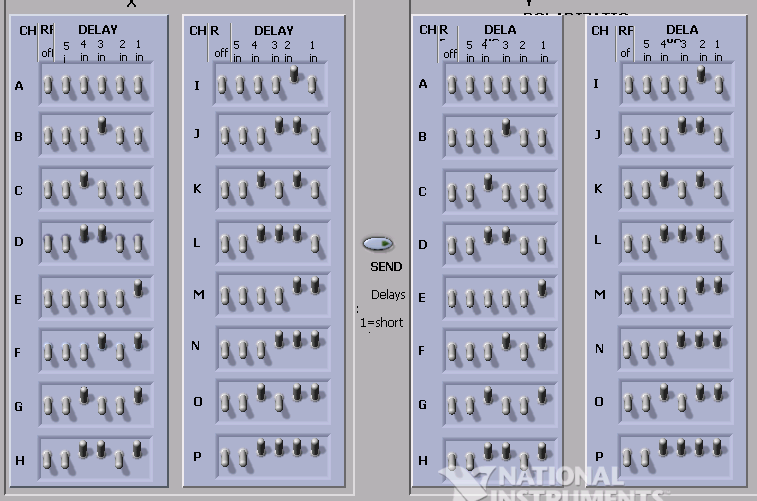 X
CH RF DELAY
5 4 3 2 1
off i in in in in
A
B
C
D
E
F
G
H
CH R DELAY
5 4 3 2 1
off in in in in in
I
J
K
L
M
N
O
P
SEND
Delays
:
1=short
CH R DELA
5 4 3 2 1
off in in in in in
A
B
C
D
E
F
G
H
CH RF DELA
5 4 3 2 1
of in in in in in
I
J
K
L
M
N
O
P
NATIONAL
INSTRUMENTS